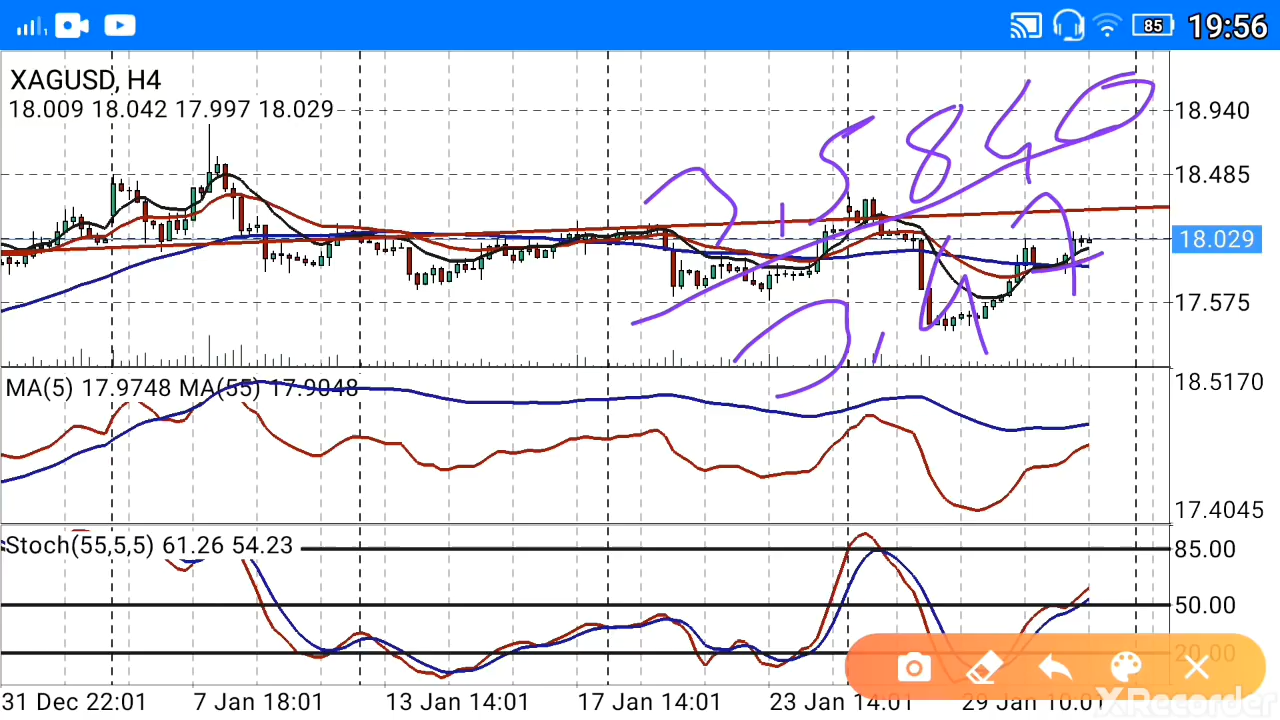 85 19:56
XAGUSD, H4
18.009 18.042 17.997 18.029
18.940
18.485
18.029
17.575
MA(5) 17.9748 MA(55) 17.9048
18.5170
17.4045
Stoch(55,5,5) 61.26 54.23
85.00
50.00
20.00
31 Dec 22:01 7 Jan 18:01 13 Jan 14:01 17 Jan 14:01 23 Jan 14:01 29 Jan 10:01
XRecorder